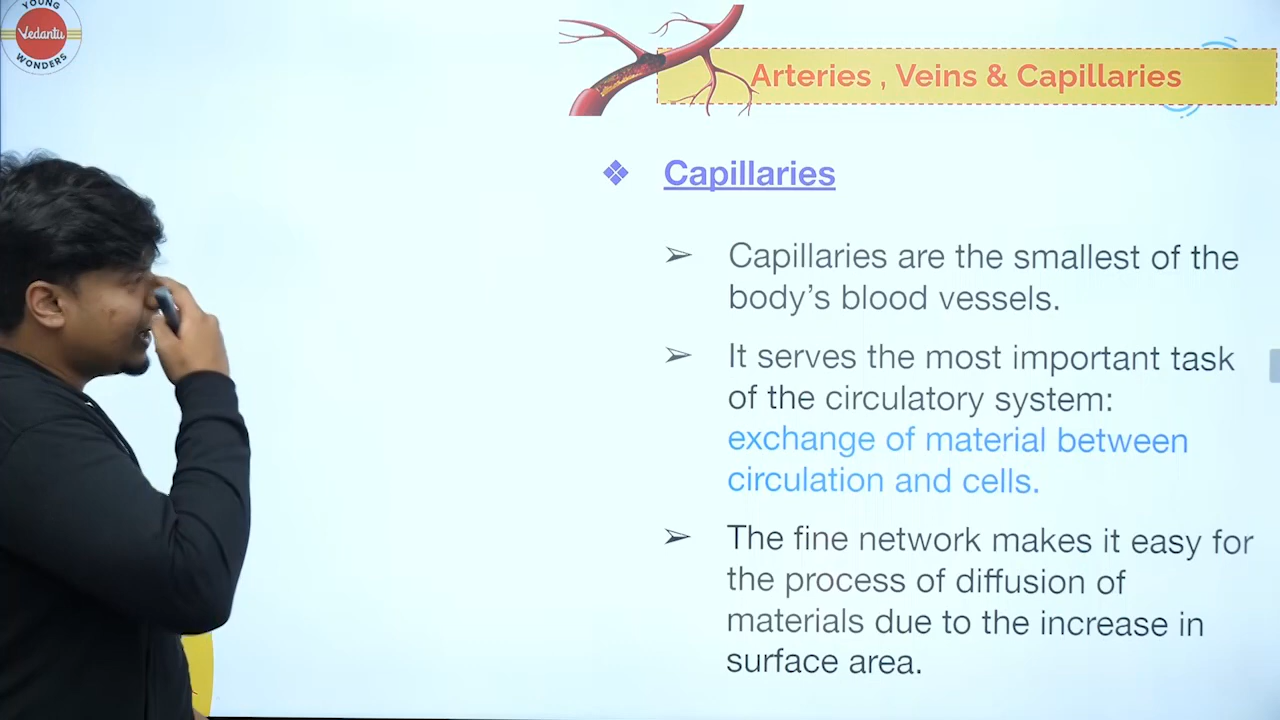 YOUNG
Vedantu
WONDERS
Arteries , Veins & Capillaries
❖ Capillaries
➢ Capillaries are the smallest of the
body’s blood vessels.
➢ It serves the most important task
of the circulatory system:
exchange of material between
circulation and cells.
➢ The fine network makes it easy for
the process of diffusion of
materials due to the increase in
surface area.